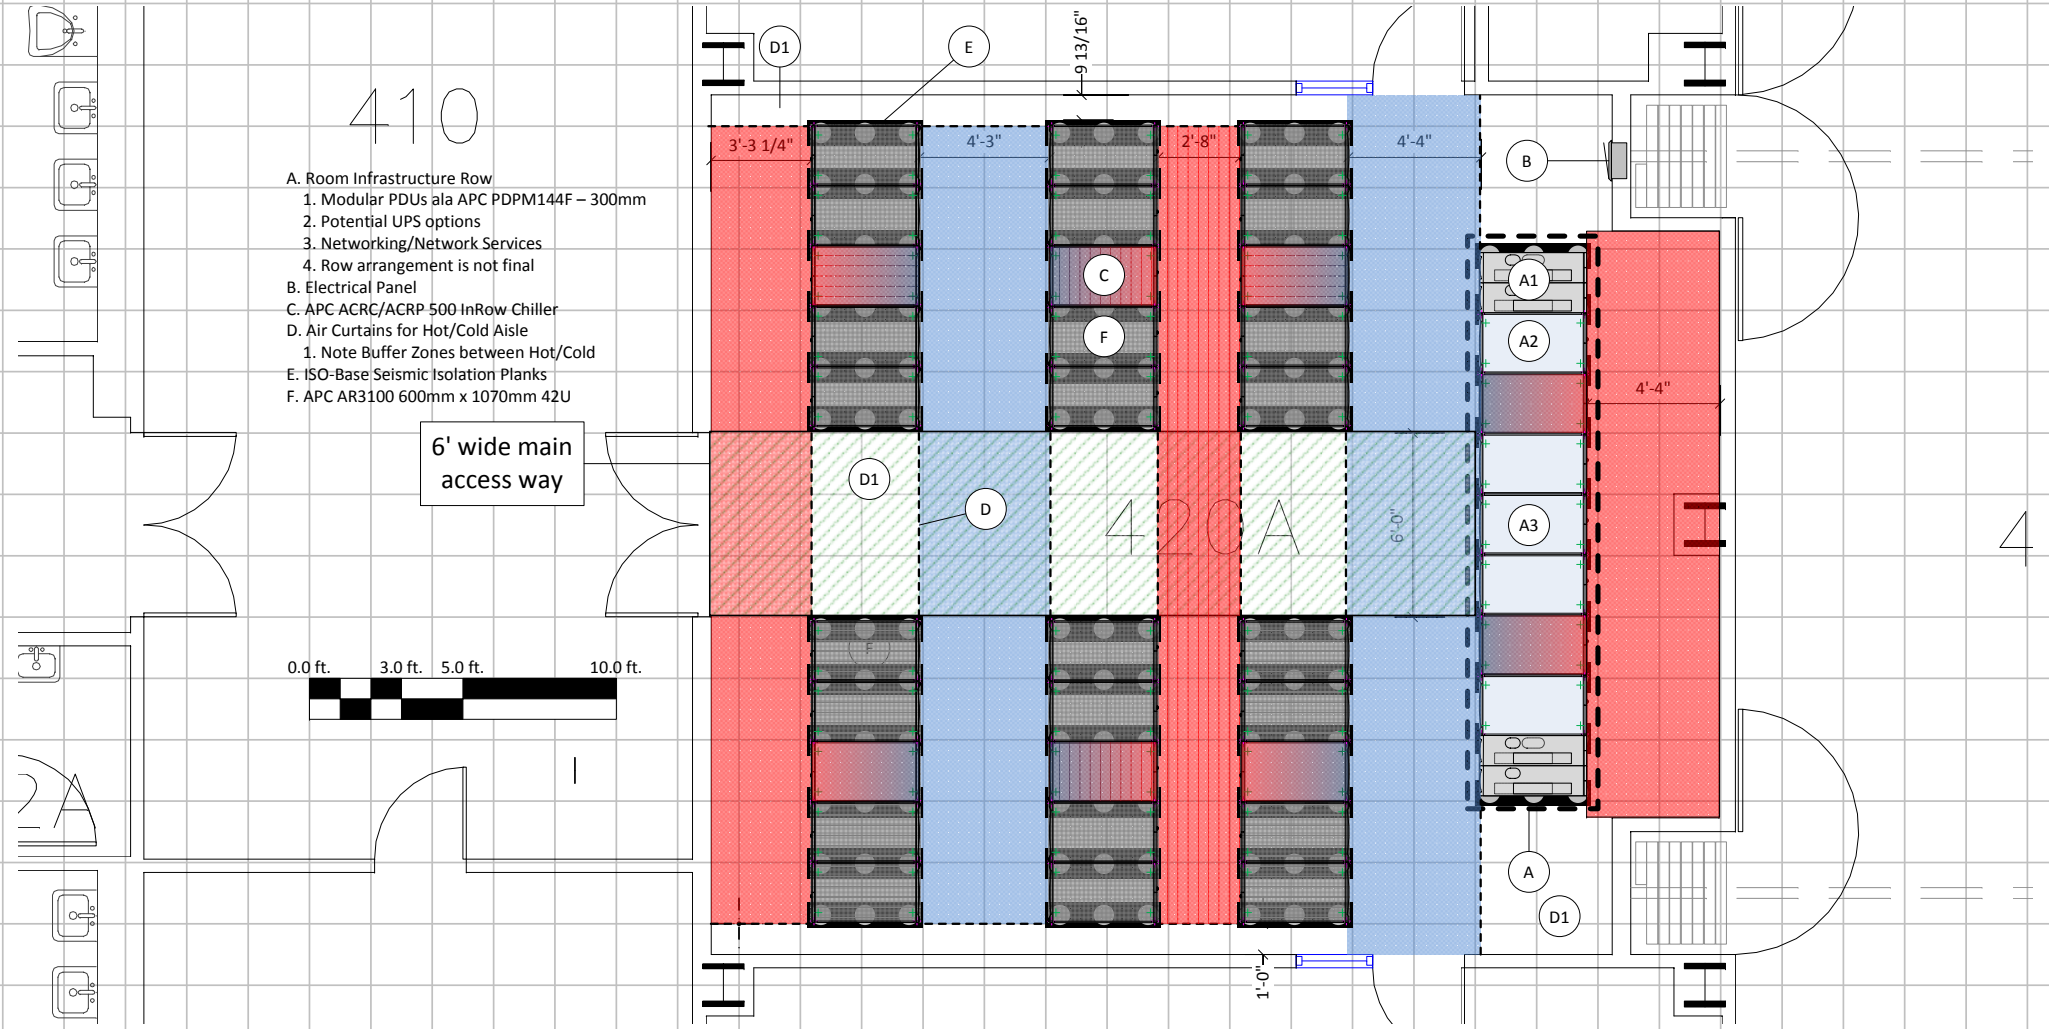 D1
E
9 13/16"
410
3'-3 1/4"
4'-3"
2'-8"
4'-4"
B
A. Room Infrastructure Row
1. Modular PDUs ala APC PDPM144F – 300mm
2. Potential UPS options
3. Networking/Network Services
4. Row arrangement is not final
B. Electrical Panel
C. APC ACRC/ACRP 500 InRow Chiller
D. Air Curtains for Hot/Cold Aisle
1. Note Buffer Zones between Hot/Cold
E. ISO-Base Seismic Isolation Planks
F. APC AR3100 600mm x 1070mm 42U
C
A1
F
A2
4'-4"
6' wide main
access way
D1
D
420A
6'-0"
A3
4
F
0.0 ft. 3.0 ft. 5.0 ft. 10.0 ft.
2A
A
D1
1'-0"